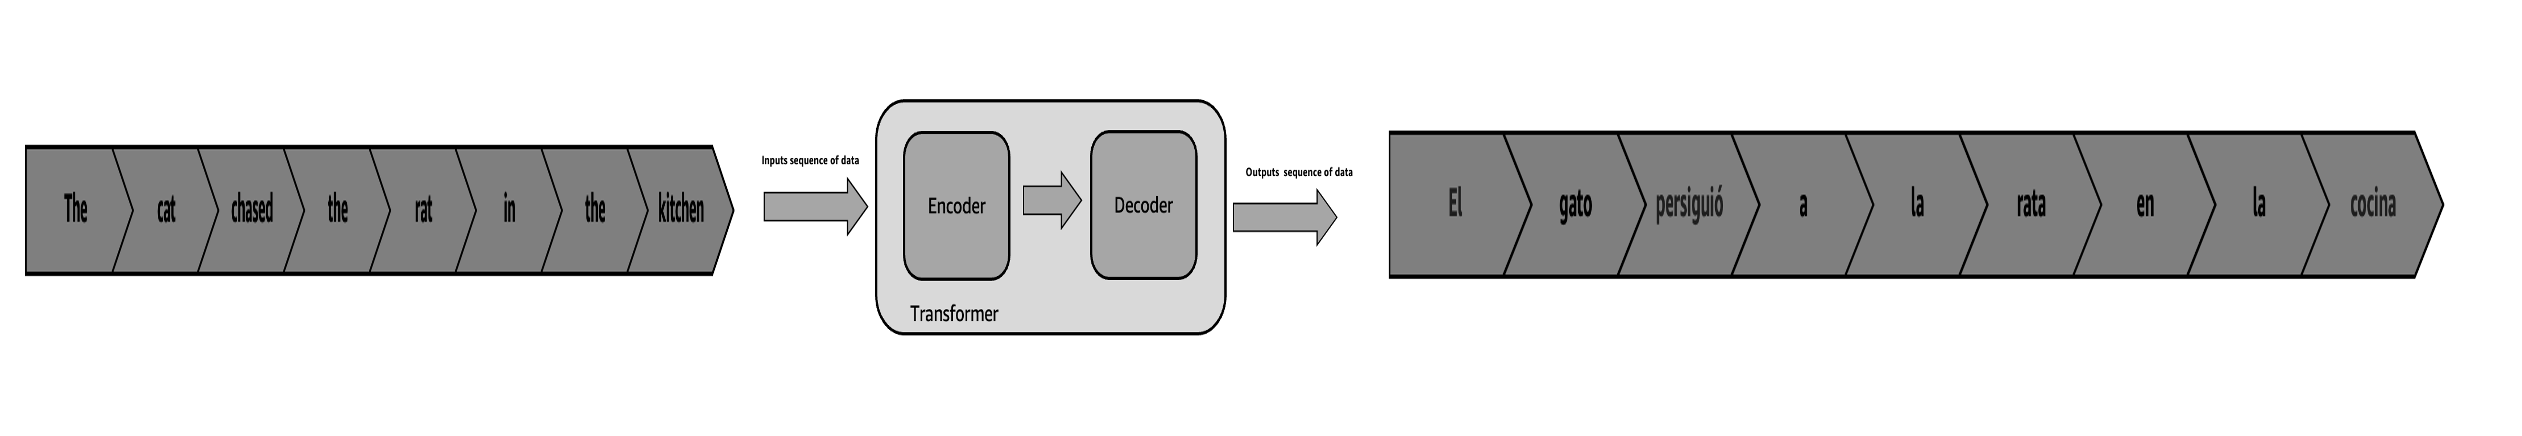 The cat chased the rat in the kitchen
Inputs sequence of data
Encoder
Decoder
Transformer
Outputs sequence of data
El gato persiguió a la rata en la cocina